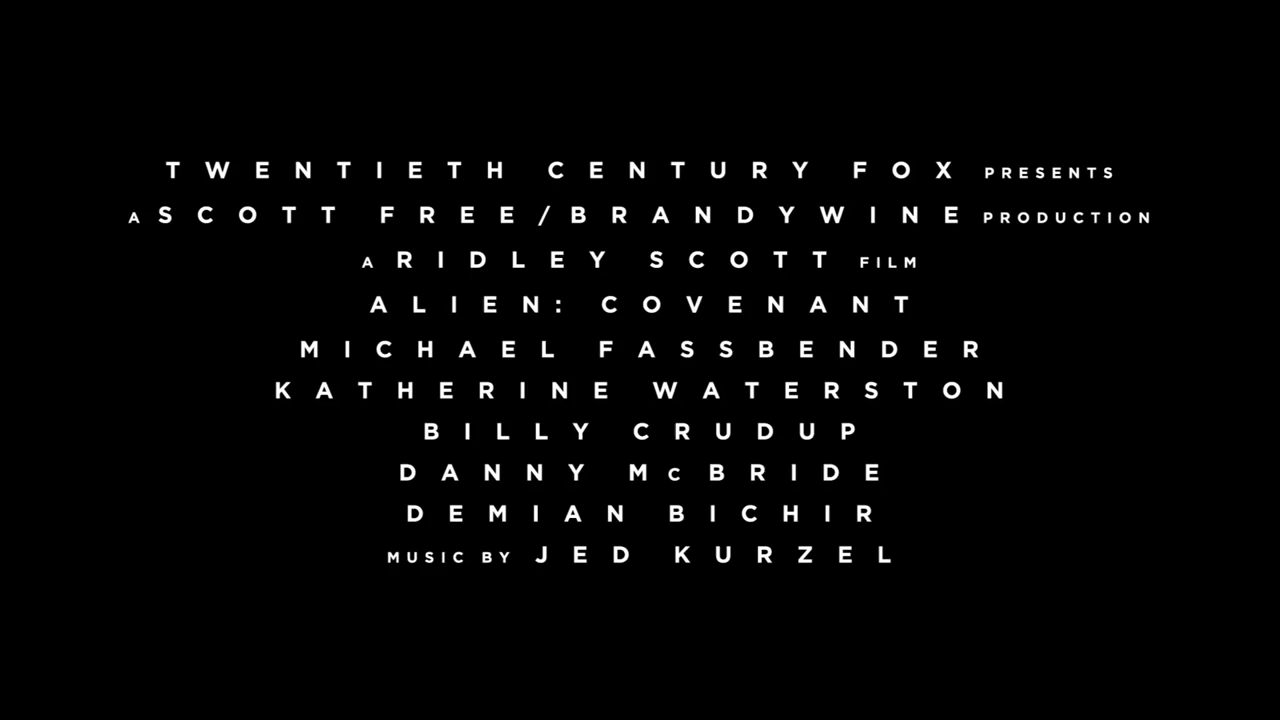 TWENTIETH CENTURY FOX PRESENTS
A SCOTT FREE/BRANDYWINE PRODUCTION
A RIDLEY SCOTT FILM
ALIEN: COVENANT
MICHAEL FASSBENDER
KATHERINE WATERSTON
BILLY CRUDUP
DANNY McBRIDE
DEMIAN BICHIR
MUSIC BY JED KURZEL